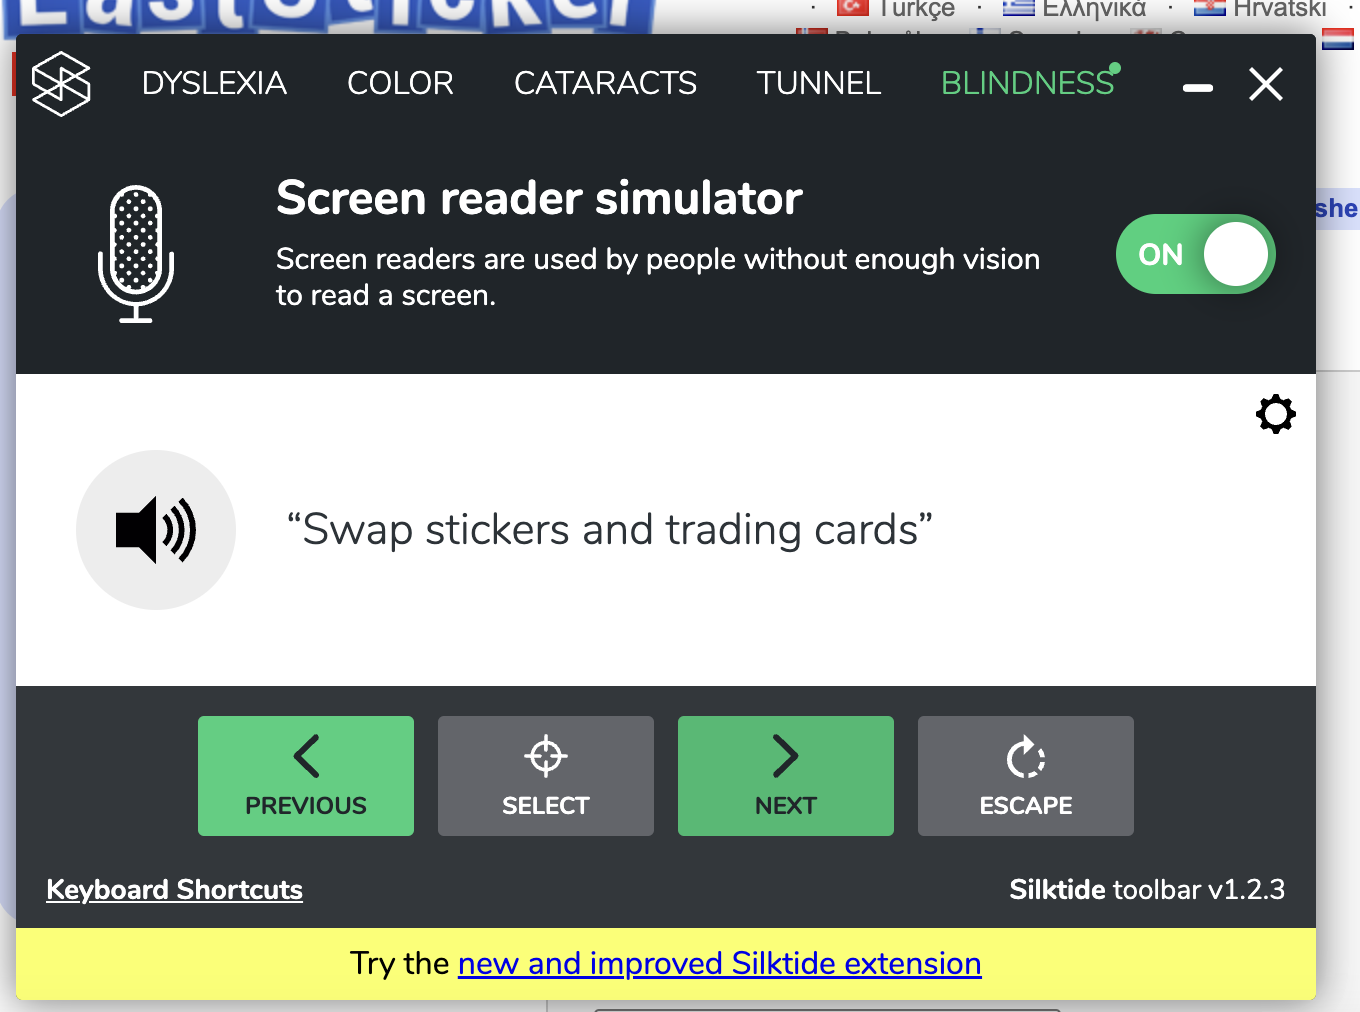 LastSticker
· Türkçe · Ελληνικά · Hrvatski ·
DYSLEXIA COLOR CATARACTS TUNNEL BLINDNESS
Screen reader simulator
Screen readers are used by people without enough vision
to read a screen.
ON
she
“Swap stickers and trading cards”
PREVIOUS SELECT NEXT ESCAPE
Keyboard Shortcuts
Silktide toolbar v1.2.3
Try the new and improved Silktide extension